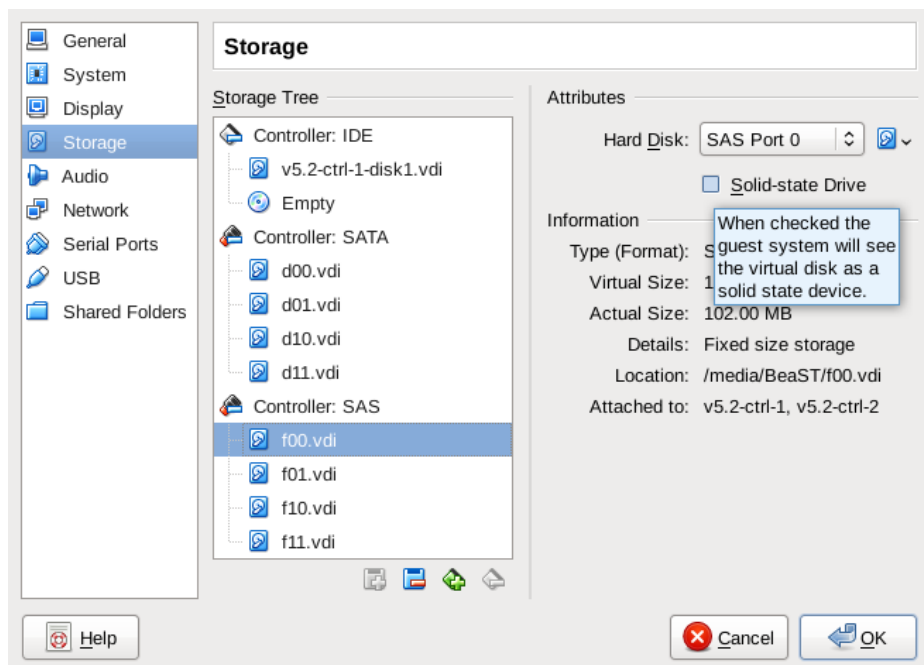 General
System
Display
Storage
Audio
Network
Serial Ports
USB
Shared Folders
Storage
Storage Tree
Controller: IDE
v5.2-ctrl-1-disk1.vdi
Empty
Controller: SATA
d00.vdi
d01.vdi
d10.vdi
d11.vdi
Controller: SAS
f00.vdi
f01.vdi
f10.vdi
f11.vdi
Attributes
Hard Disk: SAS Port 0
Solid-state Drive
When checked the
guest system will see
the virtual disk as a
solid state device.
Information
Type (Format):
Virtual Size:
Actual Size: 102.00 MB
Details: Fixed size storage
Location: /media/BeaST/f00.vdi
Attached to: v5.2-ctrl-1, v5.2-ctrl-2
Help
Cancel
OK